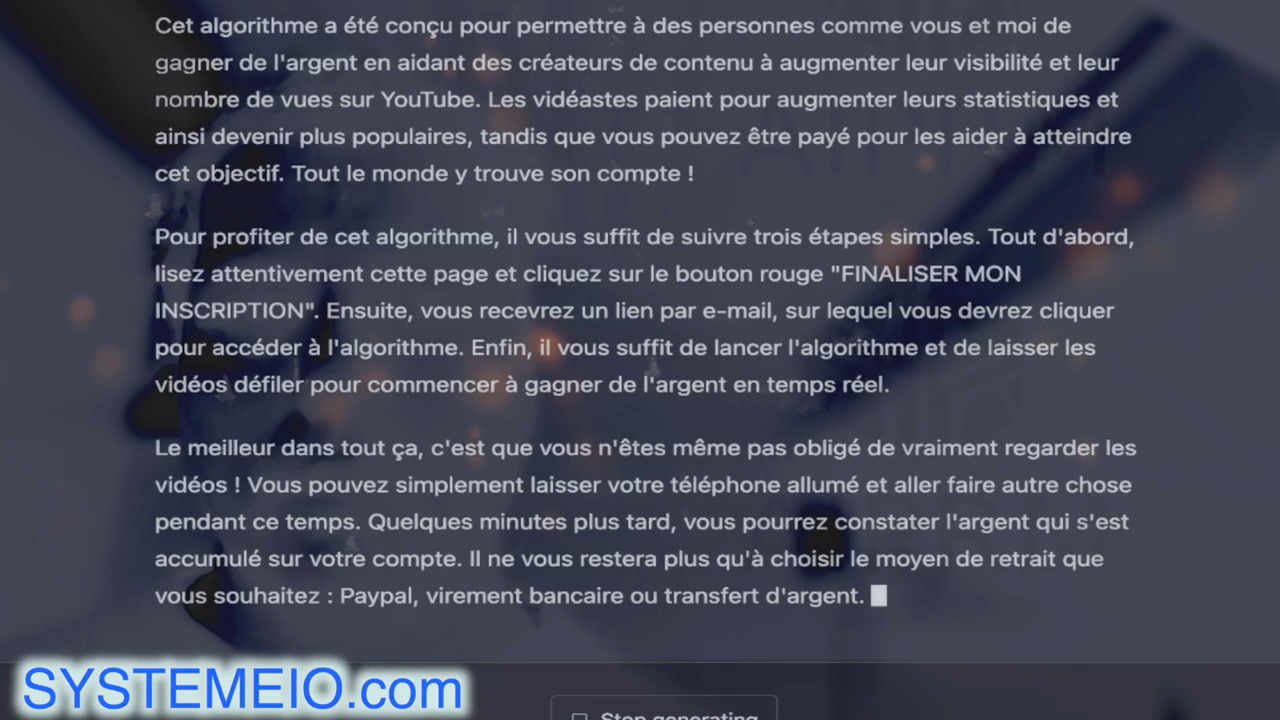 Cet algorithme a été conçu pour permettre à des personnes comme vous et moi de
gagner de l'argent en aidant des créateurs de contenu à augmenter leur visibilité et leur
nombre de vues sur YouTube. Les vidéastes paient pour augmenter leurs statistiques et
ainsi devenir plus populaires, tandis que vous pouvez être payé pour les aider à atteindre
cet objectif. Tout le monde y trouve son compte !
Pour profiter de cet algorithme, il vous suffit de suivre trois étapes simples. Tout d'abord,
lisez attentivement cette page et cliquez sur le bouton rouge "FINALISER MON
INSCRIPTION". Ensuite, vous recevrez un lien par e-mail, sur lequel vous devrez cliquer
pour accéder à l'algorithme. Enfin, il vous suffit de lancer l'algorithme et de laisser les
vidéos défiler pour commencer à gagner de l'argent en temps réel.
Le meilleur dans tout ça, c'est que vous n'êtes même pas obligé de vraiment regarder les
vidéos ! Vous pouvez simplement laisser votre téléphone allumé et aller faire autre chose
pendant ce temps. Quelques minutes plus tard, vous pourrez constater l'argent qui s'est
accumulé sur votre compte. Il ne vous restera plus qu'à choisir le moyen de retrait que
vous souhaitez : Paypal, virement bancaire ou transfert d'argent.
SYSTEMEIO.com
Stop generating